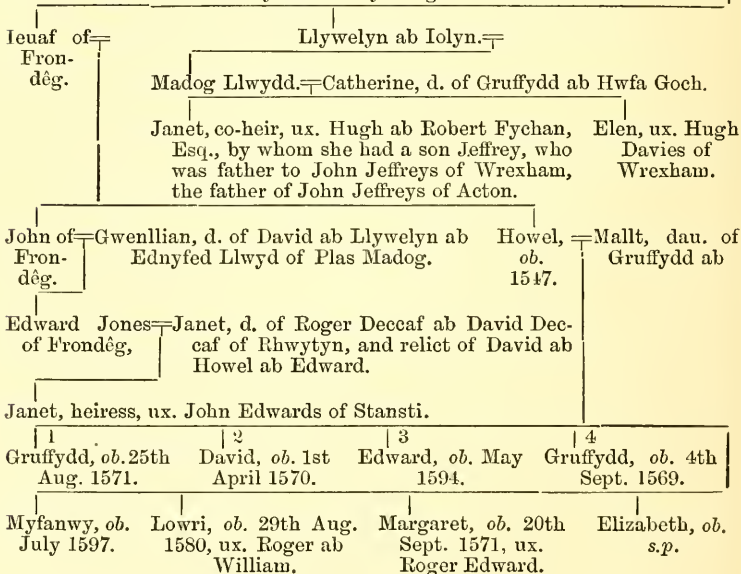 Ieuaf of
Fron-
dêg.
Llywelyn ab Iolyn.
Madog Llwydd. Catherine, d. of Gruffydd ab Hwfa Goch.
Janet, co-heir, ux. Hugh ab Robert Fychan,
Esq., by whom she had a son Jeffrey, who
was father to John Jeffreys of Wrexham,
the father of John Jeffreys of Acton.
Elen, ux. Hugh
Davies of
Wrexham.
John of
Fron-
dêg.
Gwenllian, d. of David ab Llywelyn ab
Ednyfed Llwyd of Plas Madog.
Howel,
ob.
1547.
Mallt, dau. of
Gruffydd ab
Edward Jones
of Frondêg,
Janet, d. of Roger Deccaf ab David Dec-
caf of Rhwytyn, and relict of David ab
Howel ab Edward.
Janet, heiress, ux. John Edwards of Stansti.
1
Gruffydd, ob. 25th
Aug. 1571.
2
David, ob. 1st
April 1570.
3
Edward, ob. May
1594.
4
Gruffydd, ob. 4th
Sept. 1569.
Myfanwy, ob.
July 1597.
Lowri, ob. 29th Aug.
1580, ux. Roger ab
William.
Margaret, ob. 20th
Sept. 1571, ux.
Roger Edward.
Elizabeth, ob.
s.p.